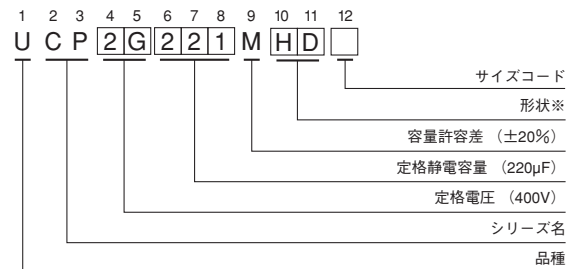 1 2 3 4 5 6 7 8 9 10 11 12
U C P 2 G 2 2 1 M H D
サイズコード
形状※
容量許容差 （±20%）
定格静電容量 （220µF）
定格電圧 （400V）
シリーズ名
品種